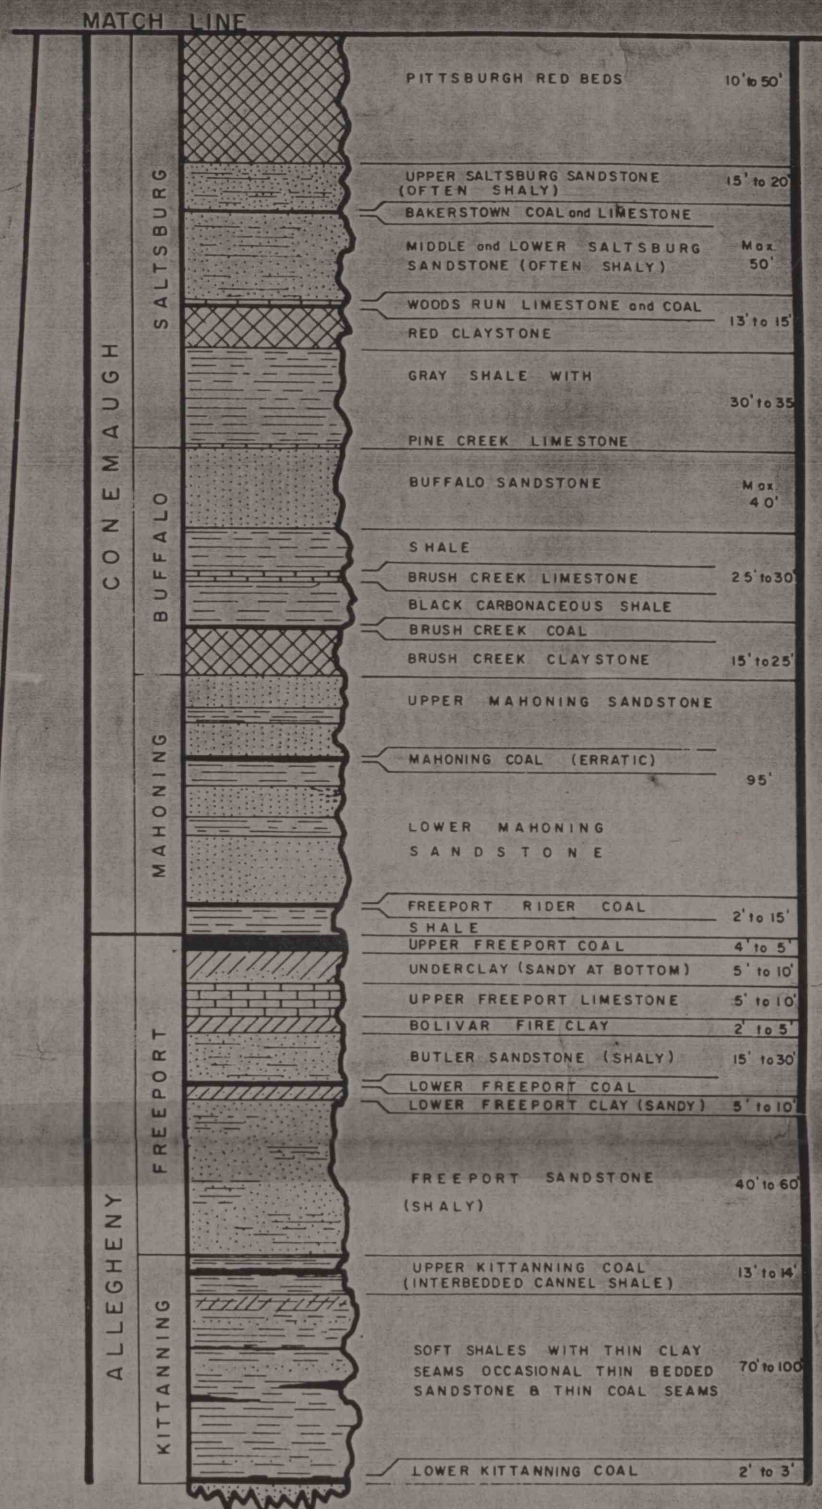 MATCH LINE
CONEMAUGH
SALTSBURG
PITTSBURGH RED BEDS 10' to 50'
UPPER SALTSBURG SANDSTONE
(OFTEN SHALY) 15' to 20'
BAKERSTOWN COAL and LIMESTONE
MIDDLE and LOWER SALTSBURG
SANDSTONE (OFTEN SHALY) Max. 50'
WOODS RUN LIMESTONE and COAL
13' to 15'
RED CLAYSTONE
GRAY SHALE WITH
30' to 35'
PINE CREEK LIMESTONE
BUFFALO
BUFFALO SANDSTONE Max. 40'
SHALE
BRUSH CREEK LIMESTONE 25' to 30'
BLACK CARBONACEOUS SHALE
BRUSH CREEK COAL
BRUSH CREEK CLAYSTONE 15' to 25'
MAHONING
UPPER MAHONING SANDSTONE
MAHONING COAL (ERRATIC)
95'
LOWER MAHONING
SANDSTONE
FREEPORT RIDER COAL
2' to 15'
SHALE
ALLEGHENY
FREEPORT
UPPER FREEPORT COAL 4' to 5'
UNDERCLAY (SANDY AT BOTTOM) 5' to 10'
UPPER FREEPORT LIMESTONE 5' to 10'
BOLIVAR FIRE CLAY 2' to 5'
BUTLER SANDSTONE (SHALY) 15' to 30'
LOWER FREEPORT COAL
LOWER FREEPORT CLAY (SANDY) 5' to 10'
FREEPORT SANDSTONE
(SHALY) 40' to 60'
KITTANNING
UPPER KITTANNING COAL
(INTERBEDDED CANNEL SHALE) 13' to 14'
SOFT SHALES WITH THIN CLAY
SEAMS OCCASIONAL THIN BEDDED 70' to 100'
SANDSTONE & THIN COAL SEAMS
LOWER KITTANNING COAL 2' to 3'